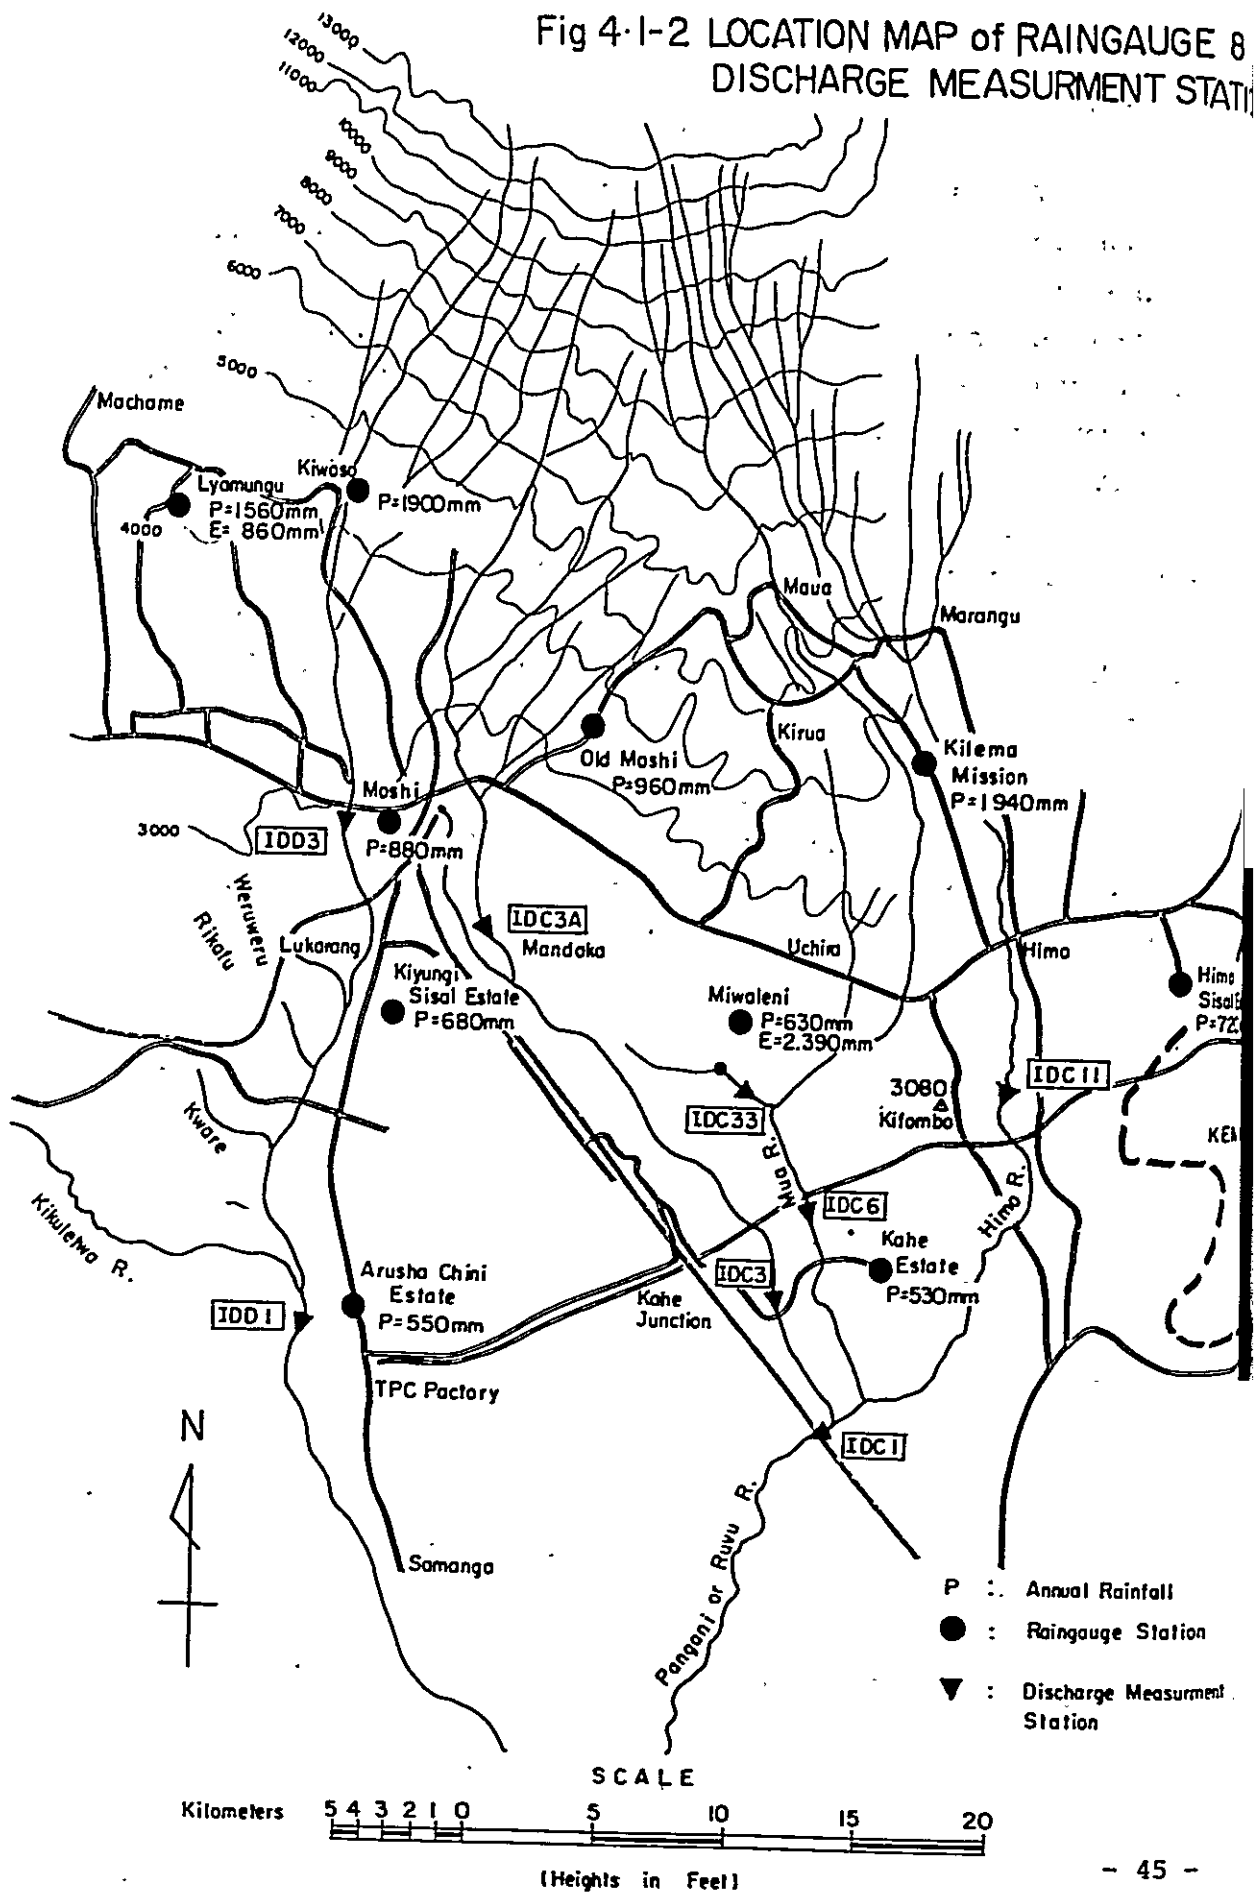 Fig 4·1-2 LOCATION MAP of RAINGAUGE 8
DISCHARGE MEASURMENT STATI
13000
12000
11000
10000
9000
8000
7000
6000
5000
Machame
Kiwoso
P=1900mm
Lyamungu
P=1560mm
E= 860mm
4000
Maua
Marangu
Kirua
Old Moshi
P=960mm
Kilema
Mission
P=1940mm
Moshi
P=880mm
3000
IDD3
Weruweru
Rikafu
Lukarang
IDC3A
Mandaka
Uchira
Himo
Kiyungi
Sisal Estate
P=680mm
Miwaleni
P=630mm
E=2.390mm
Himo
Sisal E
P=72
IDC11
3080
Kifombo
IDC33
Mua R.
Kware
Kikuletwa R.
IDC6
Himo R.
Kahe
Estate
P=530mm
IDC3
Arusha Chini
Estate
P=550mm
IDD1
Kahe
Junction
TPC Factory
IDC1
N
Samanga
Pangani or Ruvu R.
P : Annual Rainfall
● : Raingauge Station
▼ : Discharge Measurment
Station
SCALE
Kilometers 5 4 3 2 1 0 5 10 15 20
(Heights in Feet)
- 45 -